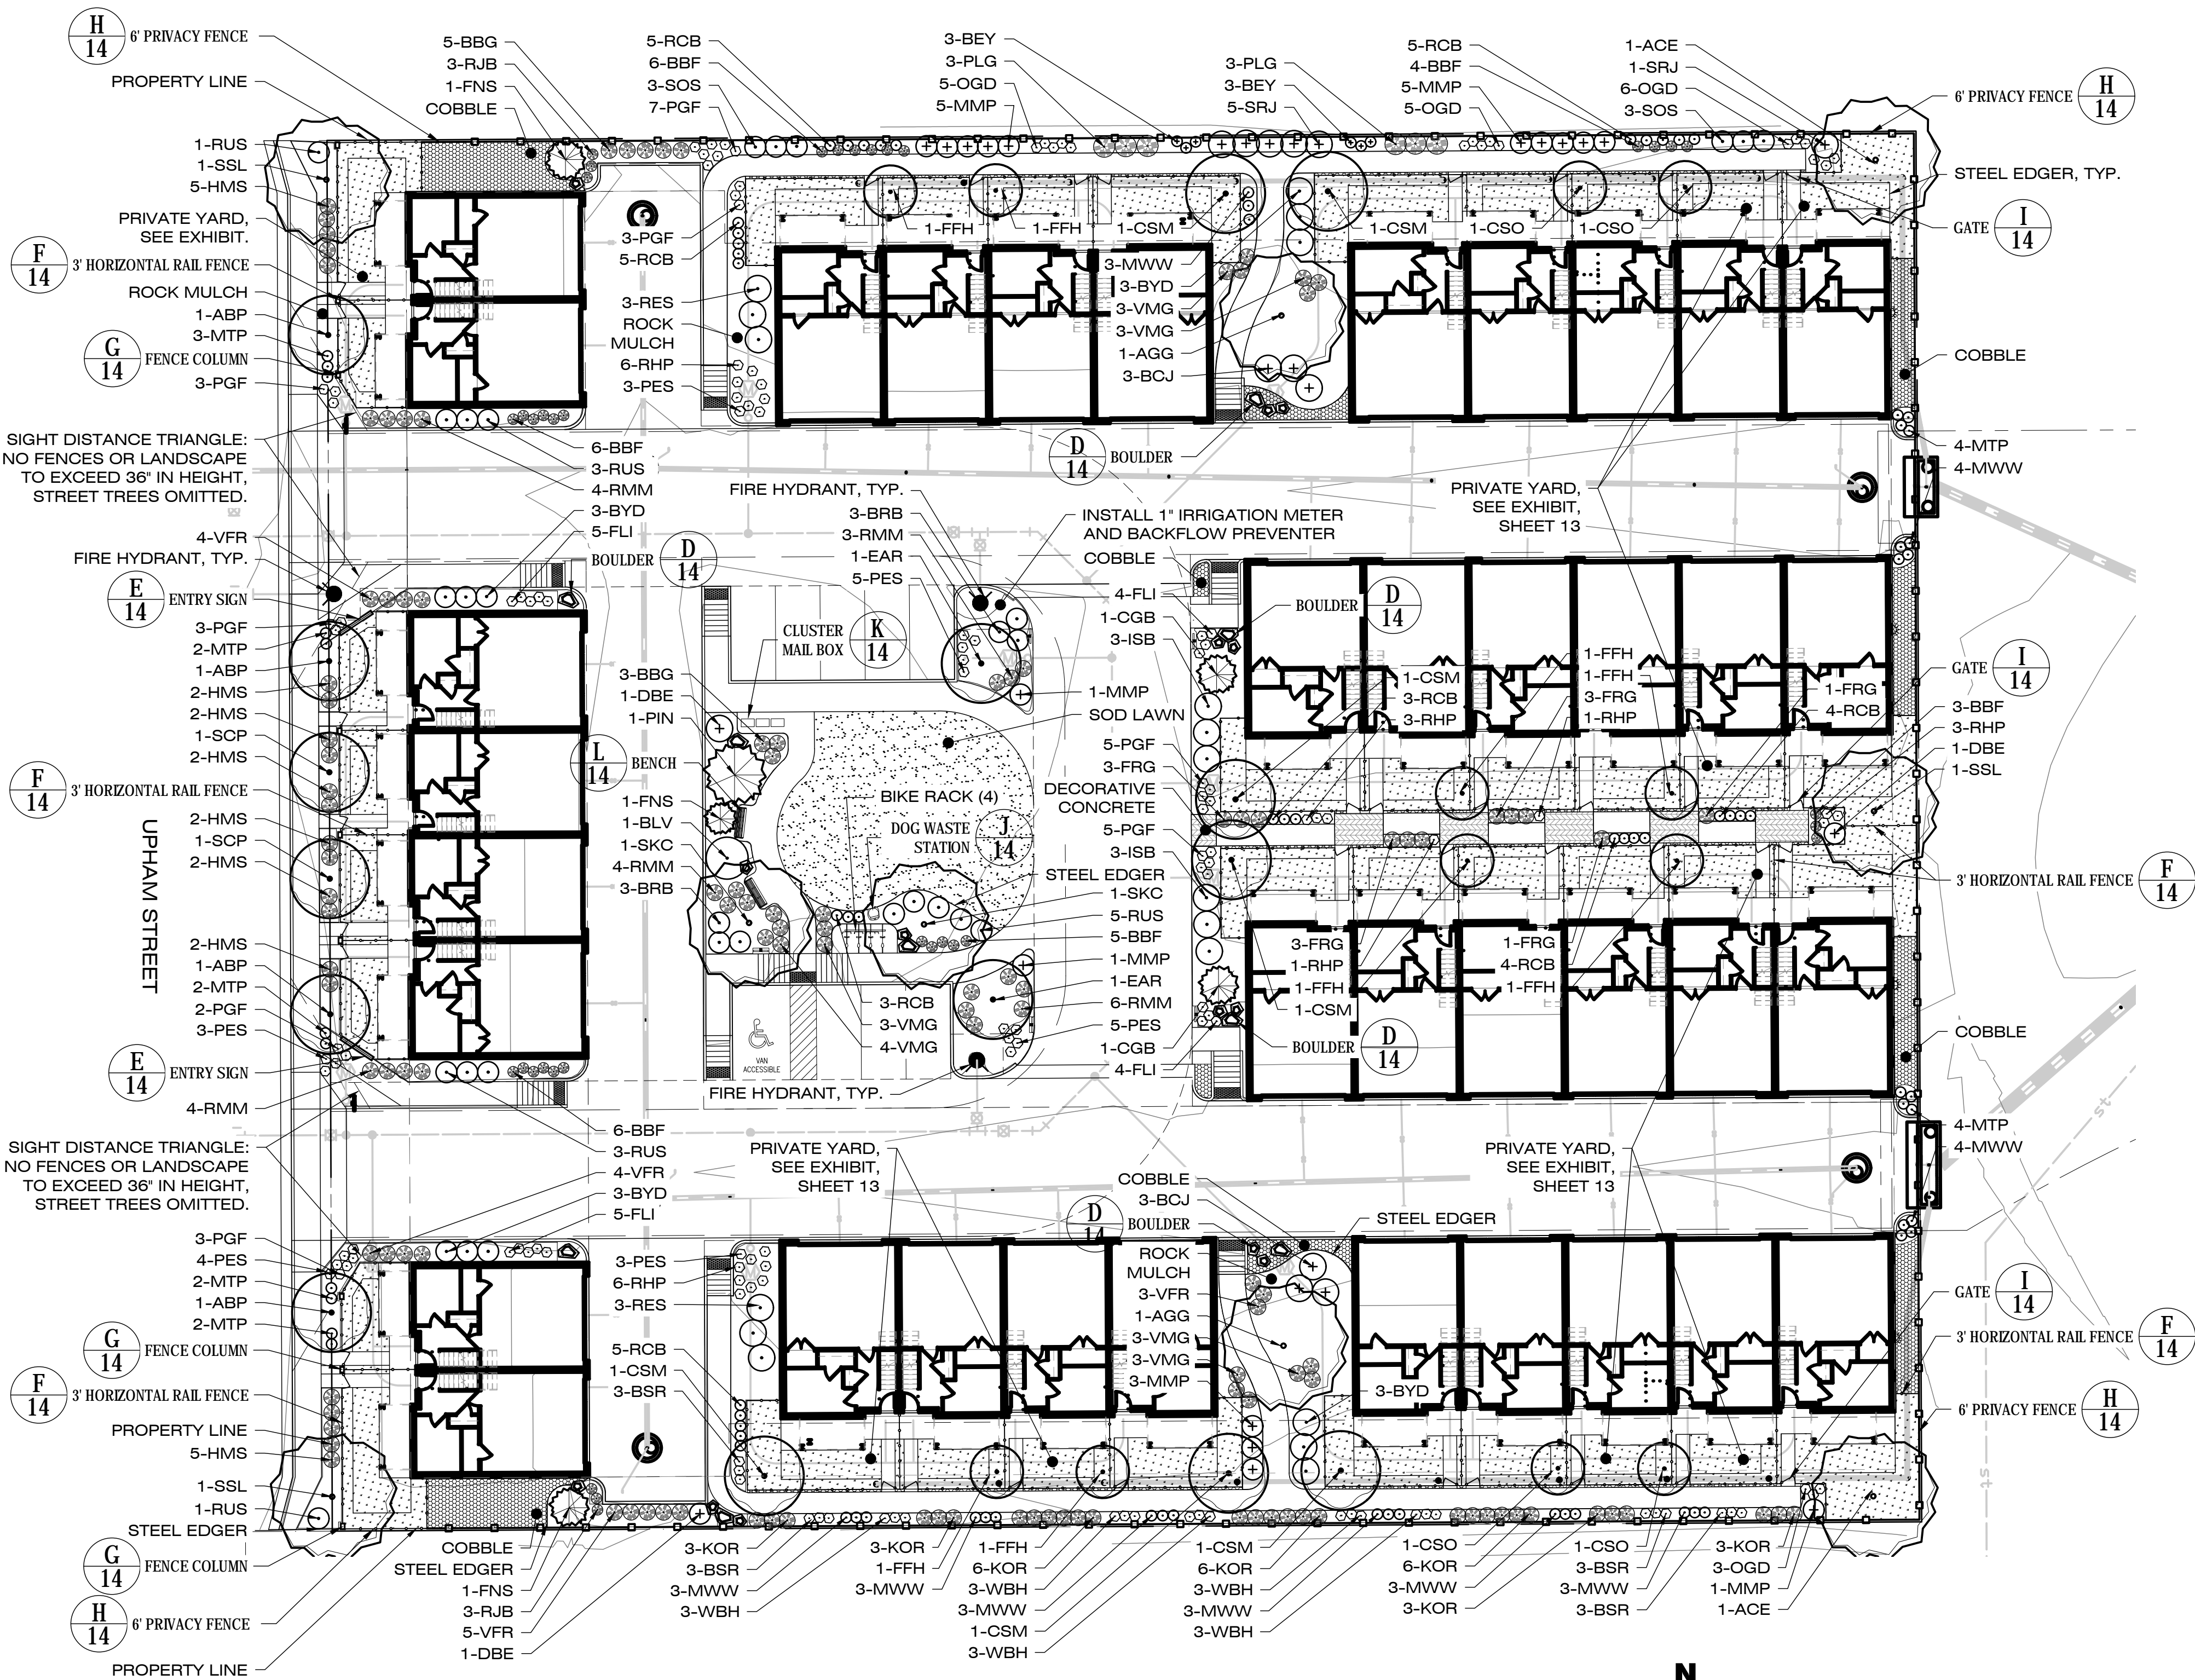 H
14
6' PRIVACY FENCE
PROPERTY LINE
5-BBG
3-RJB
1-FNS
COBBLE
5-RCB
6-BBF
3-SOS
7-PGF
3-BEY
3-PLG
5-OGD
5-MMP
3-PLG
3-BEY
5-SRJ
5-RCB
4-BBF
5-MMP
5-OGD
1-ACE
1-SRJ
6-OGD
3-SOS
6' PRIVACY FENCE
H
14
STEEL EDGER, TYP.
GATE
I
14
COBBLE
4-MTP
4-MWW
1-RUS
1-SSL
5-HMS
PRIVATE YARD,
SEE EXHIBIT.
F
14
3' HORIZONTAL RAIL FENCE
ROCK MULCH
1-ABP
3-MTP
G
14
FENCE COLUMN
3-PGF
SIGHT DISTANCE TRIANGLE:
NO FENCES OR LANDSCAPE
TO EXCEED 36" IN HEIGHT,
STREET TREES OMITTED.
4-VFR
FIRE HYDRANT, TYP.
E
14
ENTRY SIGN
3-PGF
2-MTP
1-ABP
2-HMS
2-HMS
1-SCP
2-HMS
F
14
3' HORIZONTAL RAIL FENCE
2-HMS
1-SCP
2-HMS
UPHAM STREET
2-HMS
1-ABP
2-MTP
2-PGF
3-PES
E
14
ENTRY SIGN
4-RMM
SIGHT DISTANCE TRIANGLE:
NO FENCES OR LANDSCAPE
TO EXCEED 36" IN HEIGHT,
STREET TREES OMITTED.
3-PGF
4-PES
2-MTP
1-ABP
2-MTP
G
14
FENCE COLUMN
F
14
3' HORIZONTAL RAIL FENCE
PROPERTY LINE
5-HMS
1-SSL
1-RUS
STEEL EDGER
G
14
FENCE COLUMN
H
14
6' PRIVACY FENCE
PROPERTY LINE
3-PGF
5-RCB
3-RES
ROCK
MULCH
6-RHP
3-PES
1-FFH
1-FFH
1-CSM
3-MWW
3-BYD
3-VMG
3-VMG
1-AGG
3-BCJ
1-CSM
1-CSO
1-CSO
6-BBF
3-RUS
4-RMM
3-BYD
5-FLI
BOULDER
D
14
D
14
BOULDER
FIRE HYDRANT, TYP.
3-BRB
3-RMM
1-EAR
5-PES
INSTALL 1" IRRIGATION METER
AND BACKFLOW PREVENTER
COBBLE
PRIVATE YARD,
SEE EXHIBIT,
SHEET 13
CLUSTER
MAIL BOX
K
14
4-FLI
1-CGB
3-ISB
BOULDER
D
14
1-MMP
SOD LAWN
3-BBG
1-DBE
1-PIN
L
14
BENCH
1-FNS
1-BLV
1-SKC
4-RMM
3-BRB
BIKE RACK (4)
DOG WASTE
STATION
J
14
5-PGF
3-FRG
DECORATIVE
CONCRETE
5-PGF
3-ISB
STEEL EDGER
1-SKC
5-RUS
5-BBF
1-MMP
1-EAR
6-RMM
5-PES
1-CGB
4-FLI
3-RCB
3-VMG
4-VMG
VAN
ACCESSIBLE
FIRE HYDRANT, TYP.
1-CSM
3-RCB
3-RHP
1-FFH
1-FFH
3-FRG
1-RHP
1-FRG
4-RCB
GATE
I
14
3-BBF
3-RHP
1-DBE
1-SSL
3' HORIZONTAL RAIL FENCE
F
14
3-FRG
1-RHP
1-FFH
1-CSM
1-FRG
4-RCB
1-FFH
BOULDER
D
14
COBBLE
4-MTP
4-MWW
st
6-BBF
3-RUS
4-VFR
3-BYD
5-FLI
PRIVATE YARD,
SEE EXHIBIT,
SHEET 13
COBBLE
3-BCJ
D
14
BOULDER
STEEL EDGER
PRIVATE YARD,
SEE EXHIBIT,
SHEET 13
3-PES
6-RHP
3-RES
5-RCB
1-CSM
3-BSR
ROCK
MULCH
3-VFR
1-AGG
3-VMG
3-VMG
3-MMP
3-BYD
GATE
I
14
3' HORIZONTAL RAIL FENCE
F
14
6' PRIVACY FENCE
H
14
st
COBBLE
STEEL EDGER
1-FNS
3-RJB
5-VFR
1-DBE
3-KOR
3-BSR
3-MWW
3-WBH
3-KOR
1-FFH
3-MWW
1-FFH
6-KOR
3-WBH
3-MWW
1-CSM
3-WBH
1-CSM
6-KOR
3-WBH
3-MWW
3-WBH
1-CSO
6-KOR
3-MWW
3-KOR
1-CSO
3-BSR
3-MWW
3-BSR
3-KOR
3-OGD
1-MMP
1-ACE
N